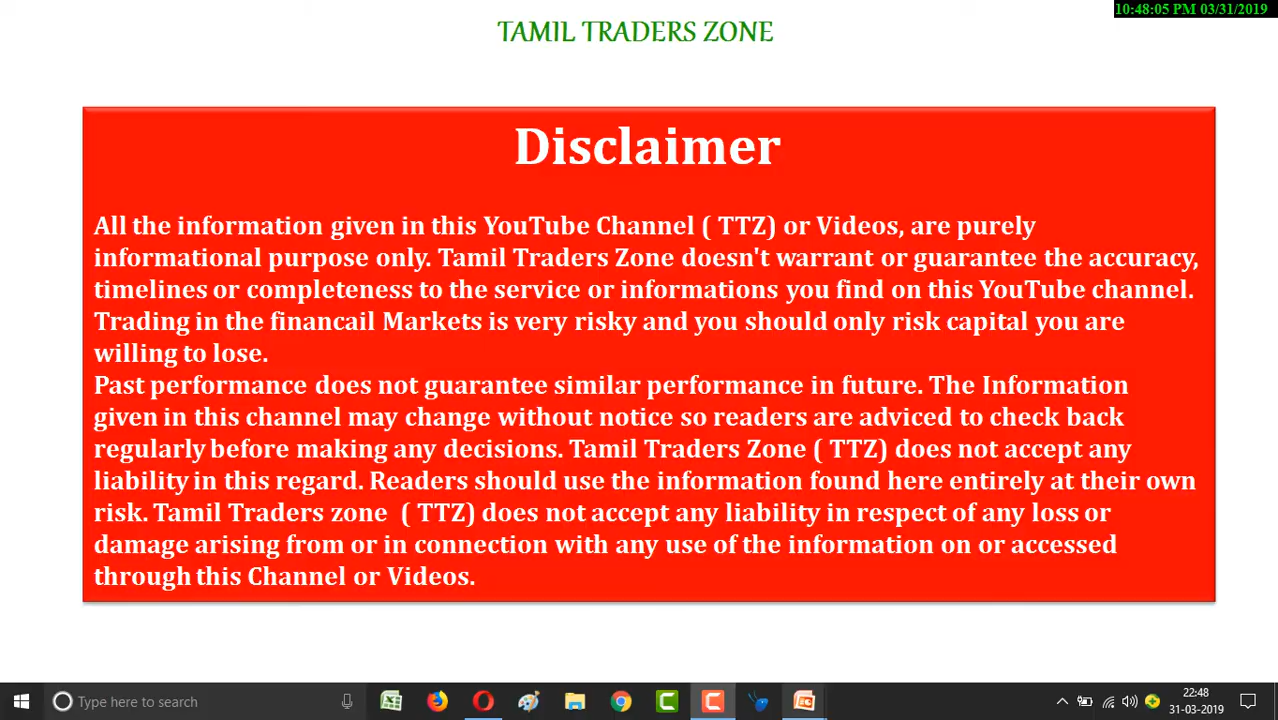 10:48:05 PM 03/31/2019
TAMIL TRADERS ZONE
Disclaimer
All the information given in this YouTube Channel ( TTZ) or Videos, are purely
informational purpose only. Tamil Traders Zone doesn't warrant or guarantee the accuracy,
timelines or completeness to the service or informations you find on this YouTube channel.
Trading in the financail Markets is very risky and you should only risk capital you are
willing to lose.
Past performance does not guarantee similar performance in future. The Information
given in this channel may change without notice so readers are adviced to check back
regularly before making any decisions. Tamil Traders Zone ( TTZ) does not accept any
liability in this regard. Readers should use the information found here entirely at their own
risk. Tamil Traders zone ( TTZ) does not accept any liability in respect of any loss or
damage arising from or in connection with any use of the information on or accessed
through this Channel or Videos.
Type here to search
22:48
31-03-2019